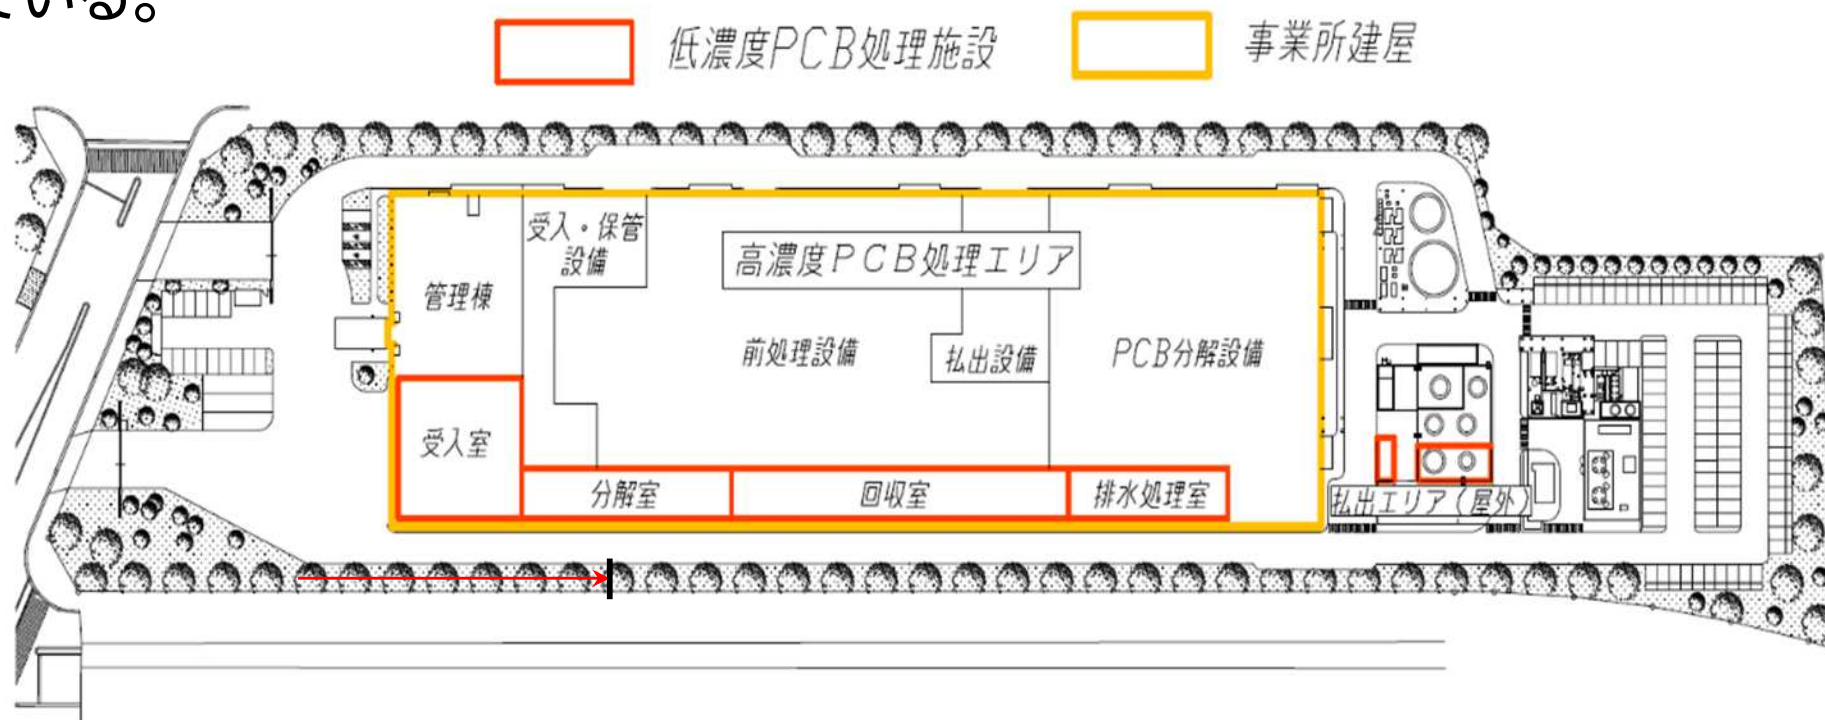 ている。
低濃度PCB処理施設
事業所建屋
受入・保管
設備
高濃度PCB処理エリア
管理棟
前処理設備
払出設備
PCB分解設備
受入室
分解室
回収室
排水処理室
払出エリア（屋外）